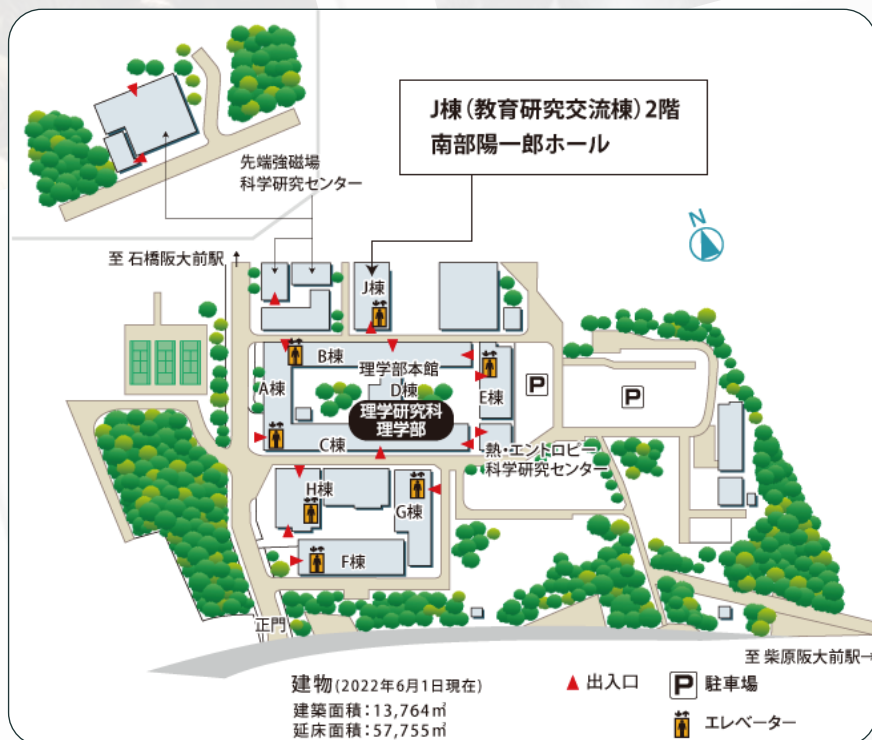 J棟(教育研究交流棟)2階
南部陽一郎ホール
先端強磁場
科学研究センター
N
至 石橋阪大前駅
J棟
B棟
理学部本館
A棟
D棟
E棟
P
P
理学研究科
理学部
C棟
熱・エントロピー
科学研究センター
H棟
G棟
F棟
正門
至 柴原阪大前駅→
建物(2022年6月1日現在)
建築面積:13,764㎡
延床面積:57,755㎡
出入口
P 駐車場
エレベーター